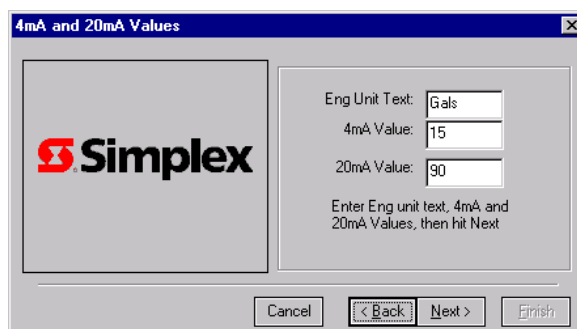 4mA and 20mA Values
Simplex
Eng Unit Text: Gals
4mA Value: 15
20mA Value: 90
Enter Eng unit text, 4mA and
20mA Values, then hit Next
Cancel < Back Next > Finish